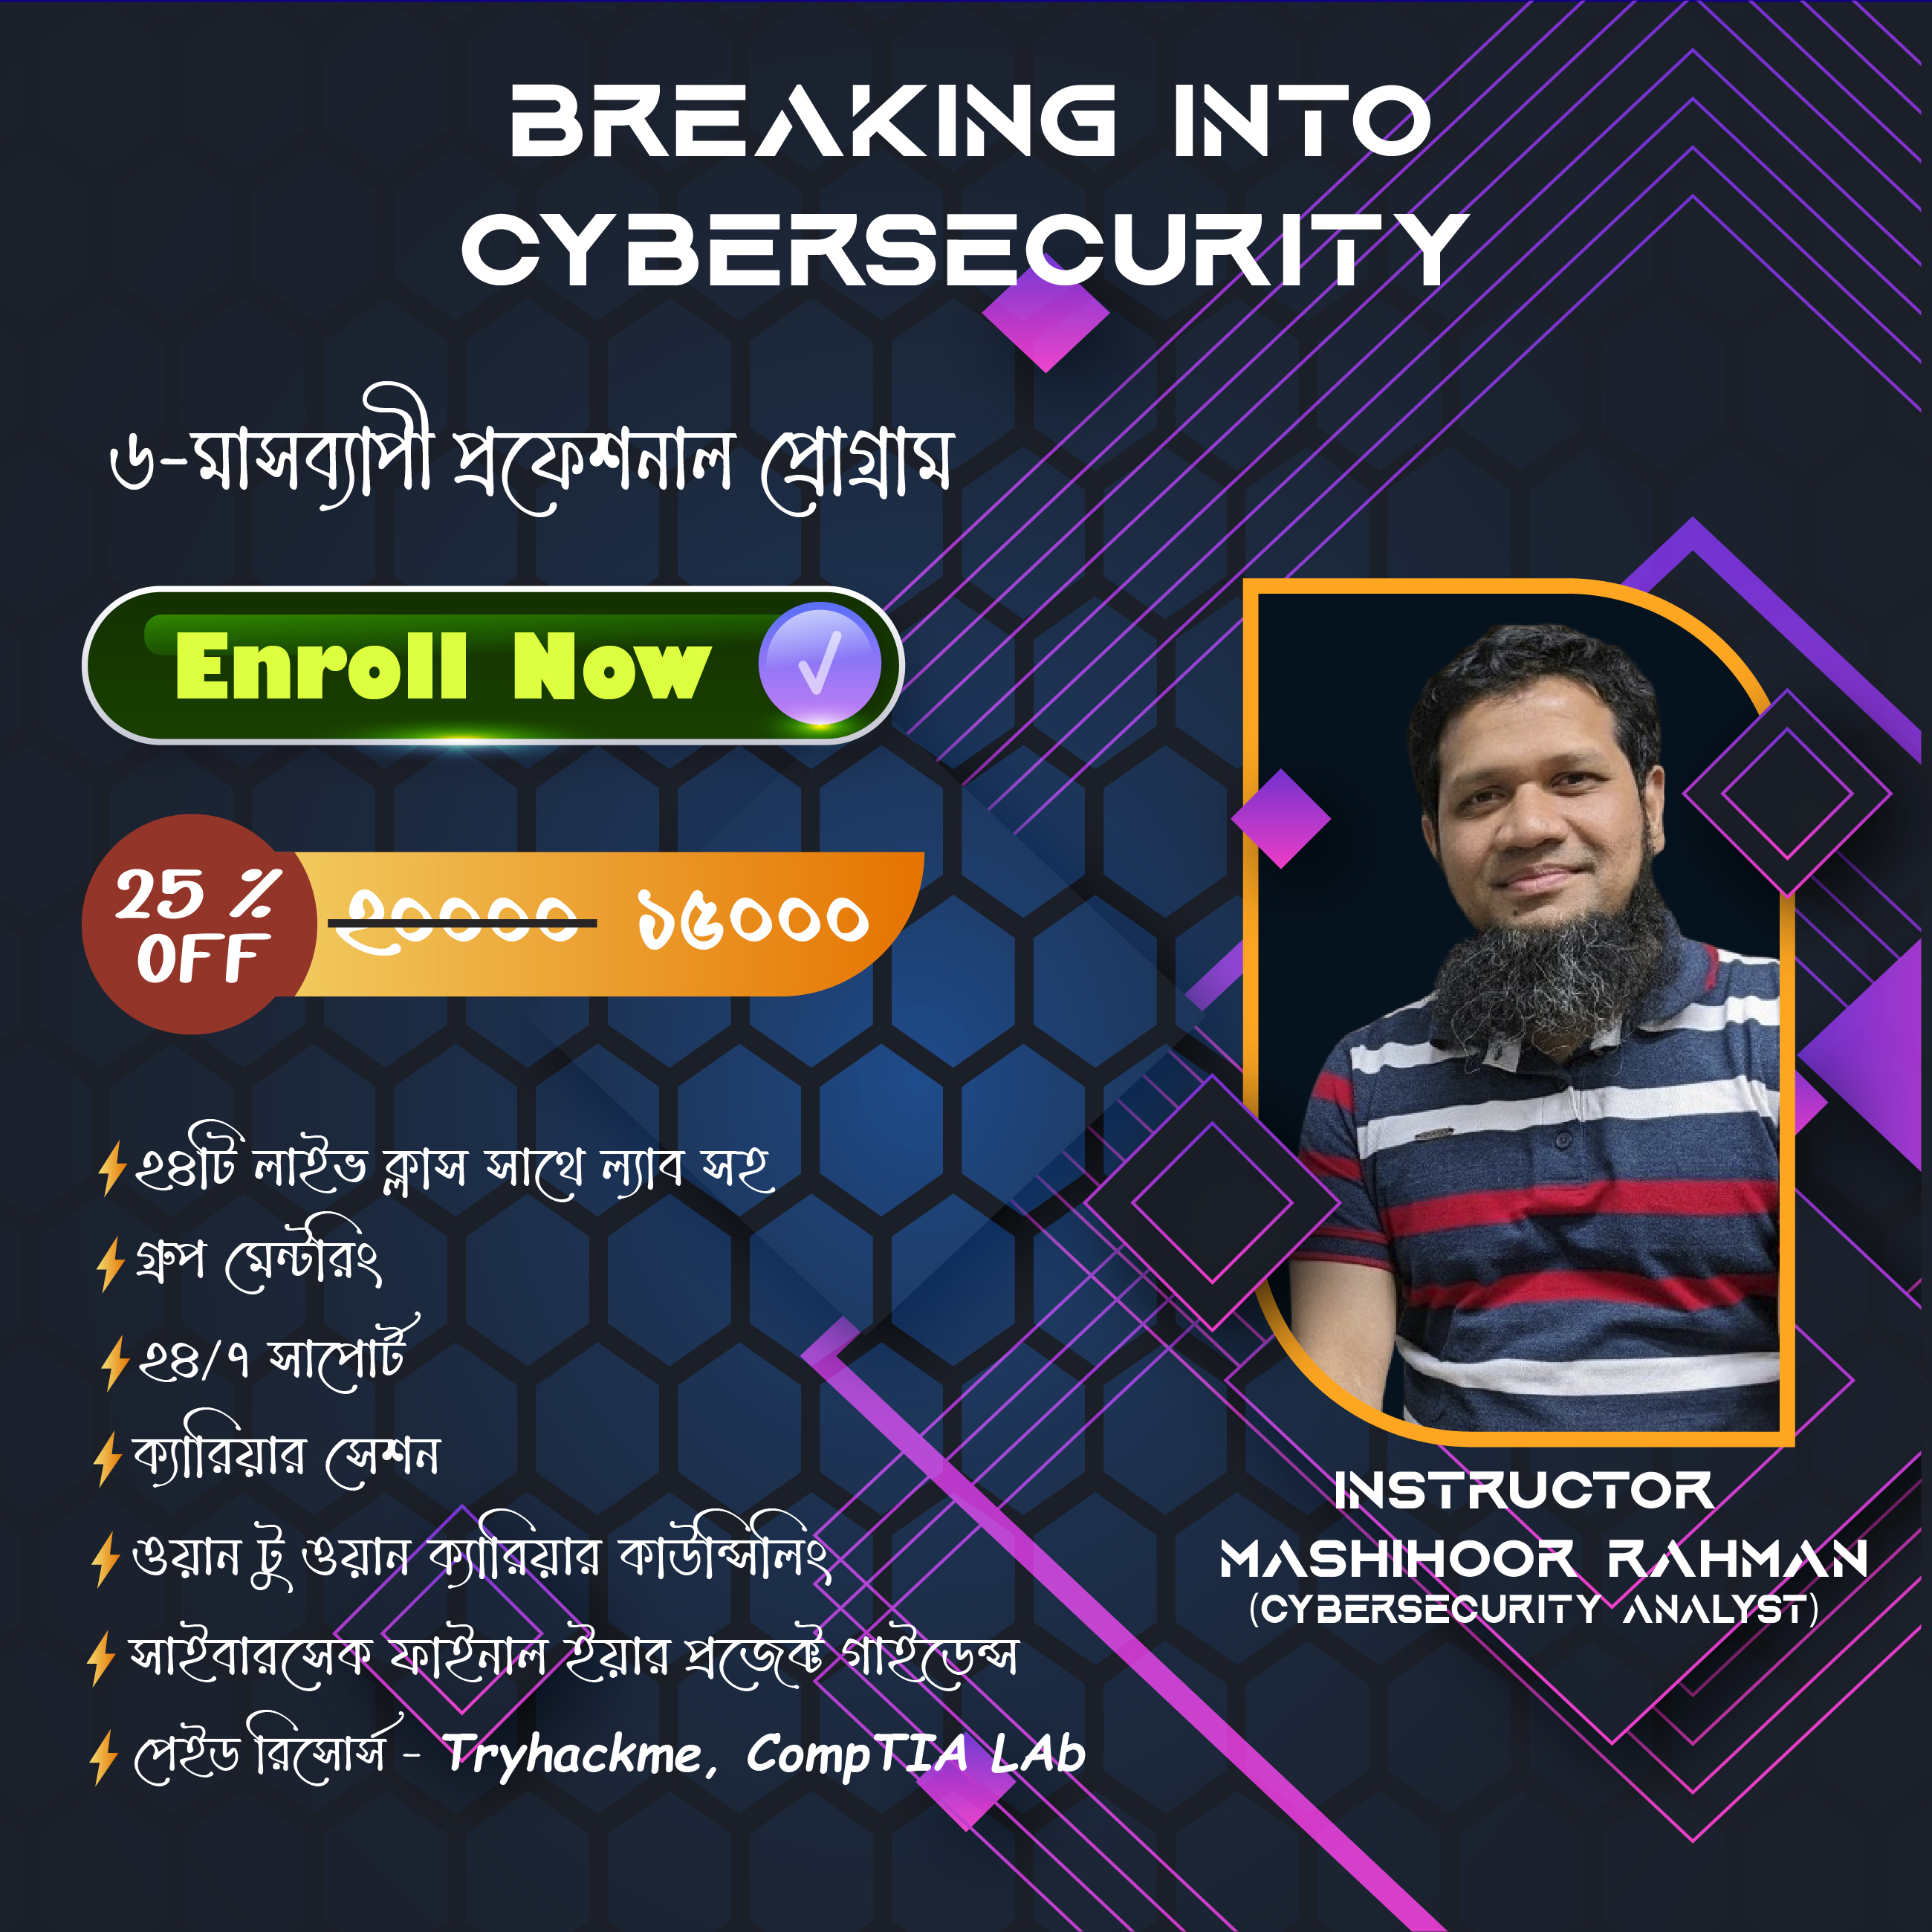 BREAKING INTO
CYBERSECURITY
৬-মাসব্যাপী প্রফেশনাল প্রোগ্রাম
Enroll Now
25 %
OFF
২০০০০ ১৫০০০
২৪টি লাইভ ক্লাস সাথে ল্যাব সহ
গ্রুপ মেন্টারিং
২৪/৭ সাপোর্ট
ক্যারিয়ার সেশন
ওয়ান টু ওয়ান ক্যারিয়ার কাউন্সিলিং
সাইবারসেক ফাইনাল ইয়ার প্রজেক্ট গাইডেন্স
পেইড রিসোর্স - Tryhackme, CompTIA LAb
INSTRUCTOR
MASHIHOOR RAHMAN
(CYBERSECURITY ANALYST)